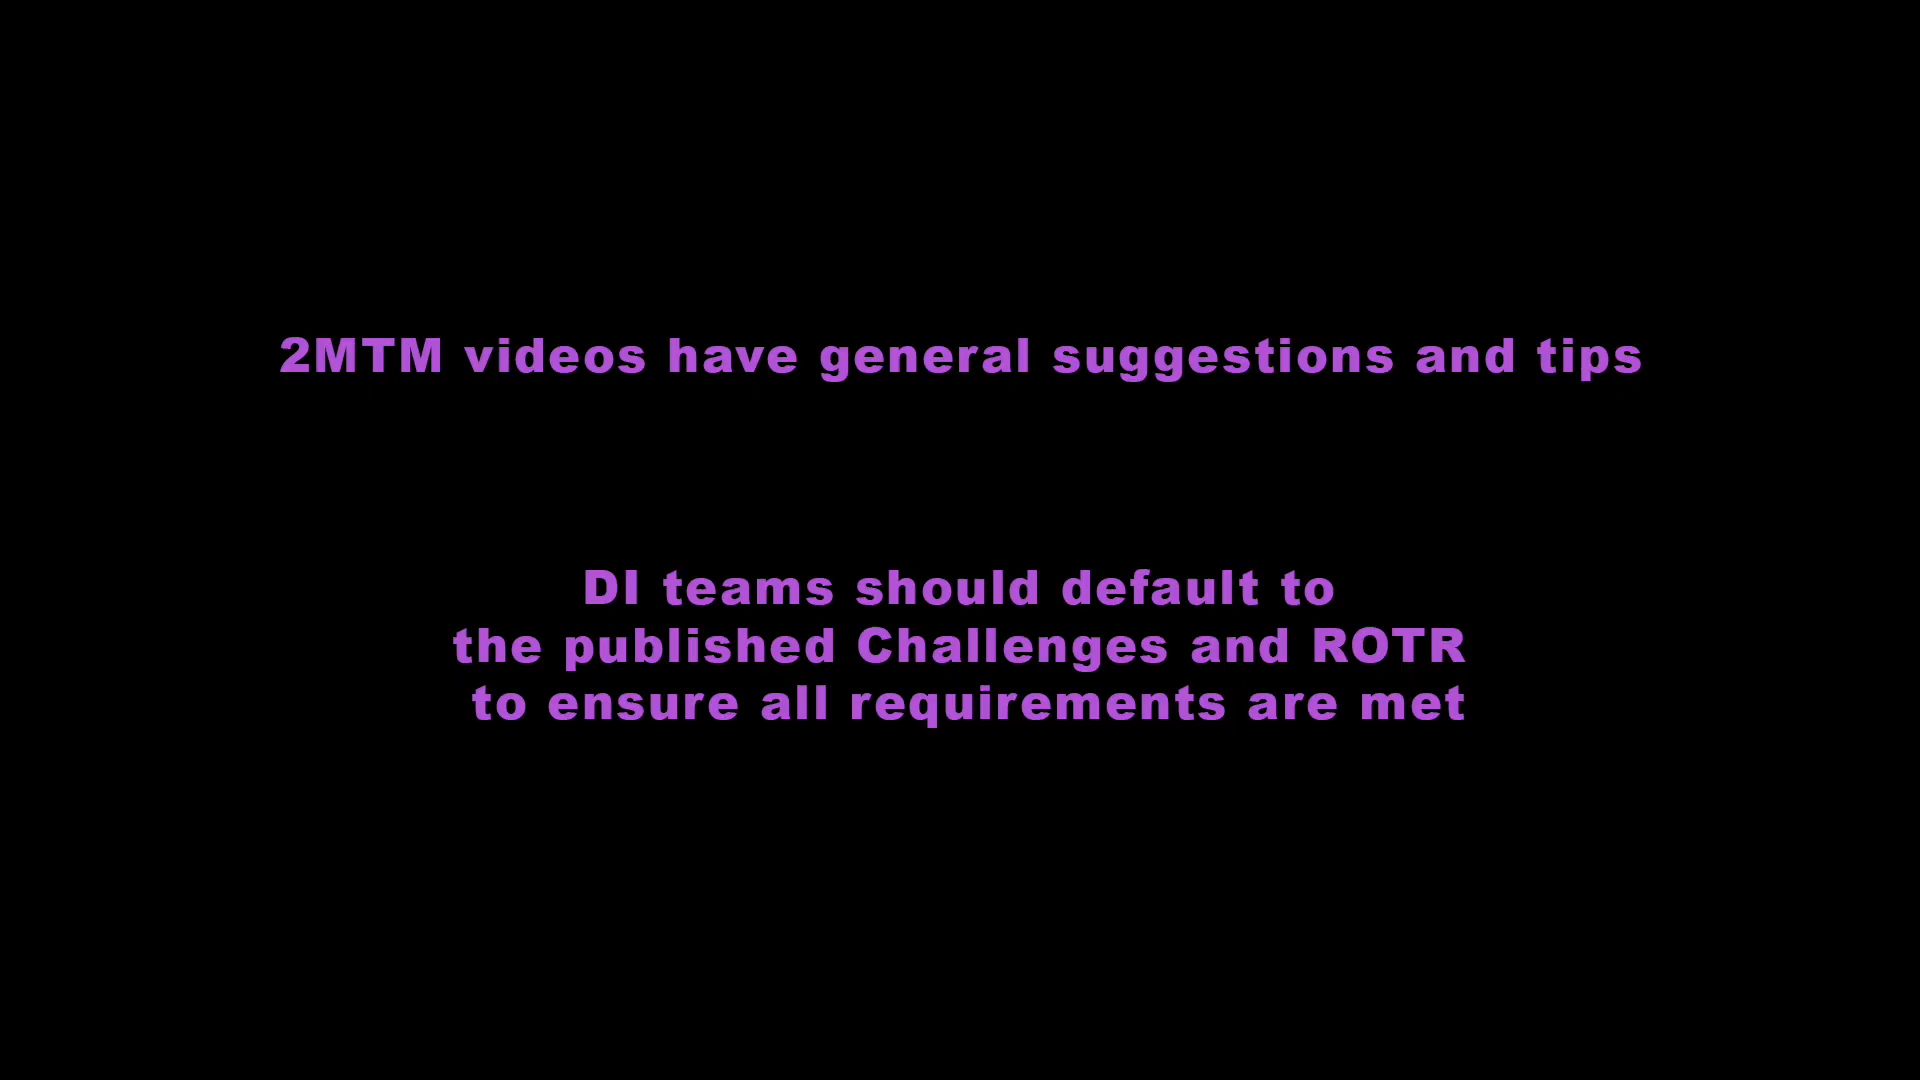 2MTM videos have general suggestions and tips
DI teams should default to
the published Challenges and ROTR
to ensure all requirements are met